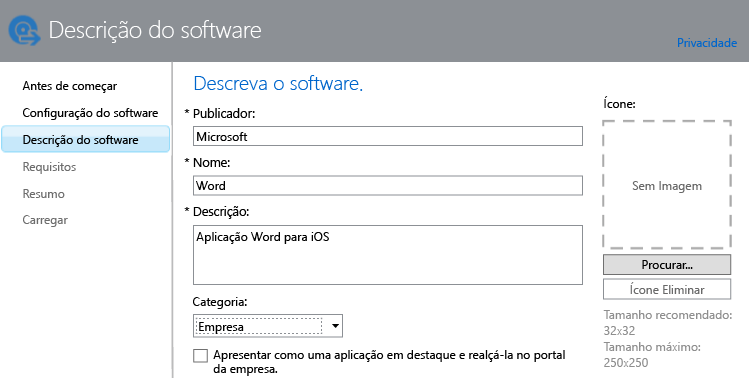 Descrição do software
Privacidade
Antes de começar
Configuração do software
Descrição do software
Requisitos
Resumo
Carregar
Descreva o software.
* Publicador:
Microsoft
* Nome:
Word
* Descrição:
Aplicação Word para iOS
Categoria:
Empresa
Apresentar como uma aplicação em destaque e realçá-la no portal
da empresa.
Ícone:
Sem Imagem
Procurar...
Ícone Eliminar
Tamanho recomendado:
32x32
Tamanho máximo:
250x250